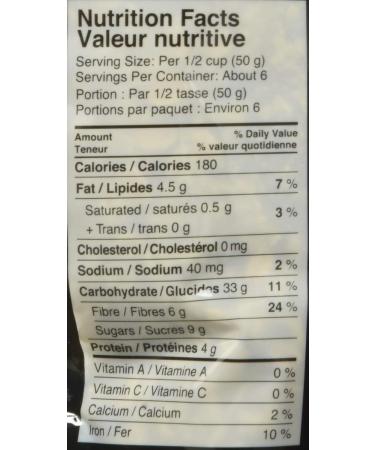 Nutrition Facts
Valeur nutritive
Serving Size: Per 1/2 cup (50 g)
Servings Per Container: About 6
Portion : Par 1/2 tasse (50 g)
Portions par paquet : Environ 6
Amount % Daily Value
Teneur % valeur quotidienne
Calories / Calories 180
Fat / Lipides 4.5 g 7 %
Saturated / saturés 0.5 g 3 %
+ Trans / trans 0 g
Cholesterol / Cholestérol 0 mg
Sodium / Sodium 40 mg 2 %
Carbohydrate / Glucides 33 g 11 %
Fibre / Fibres 6 g 24 %
Sugars / Sucres 9 g
Protein / Protéines 4 g
Vitamin A / Vitamine A 0 %
Vitamin C / Vitamine C 0 %
Calcium / Calcium 2 %
Iron / Fer 10 %